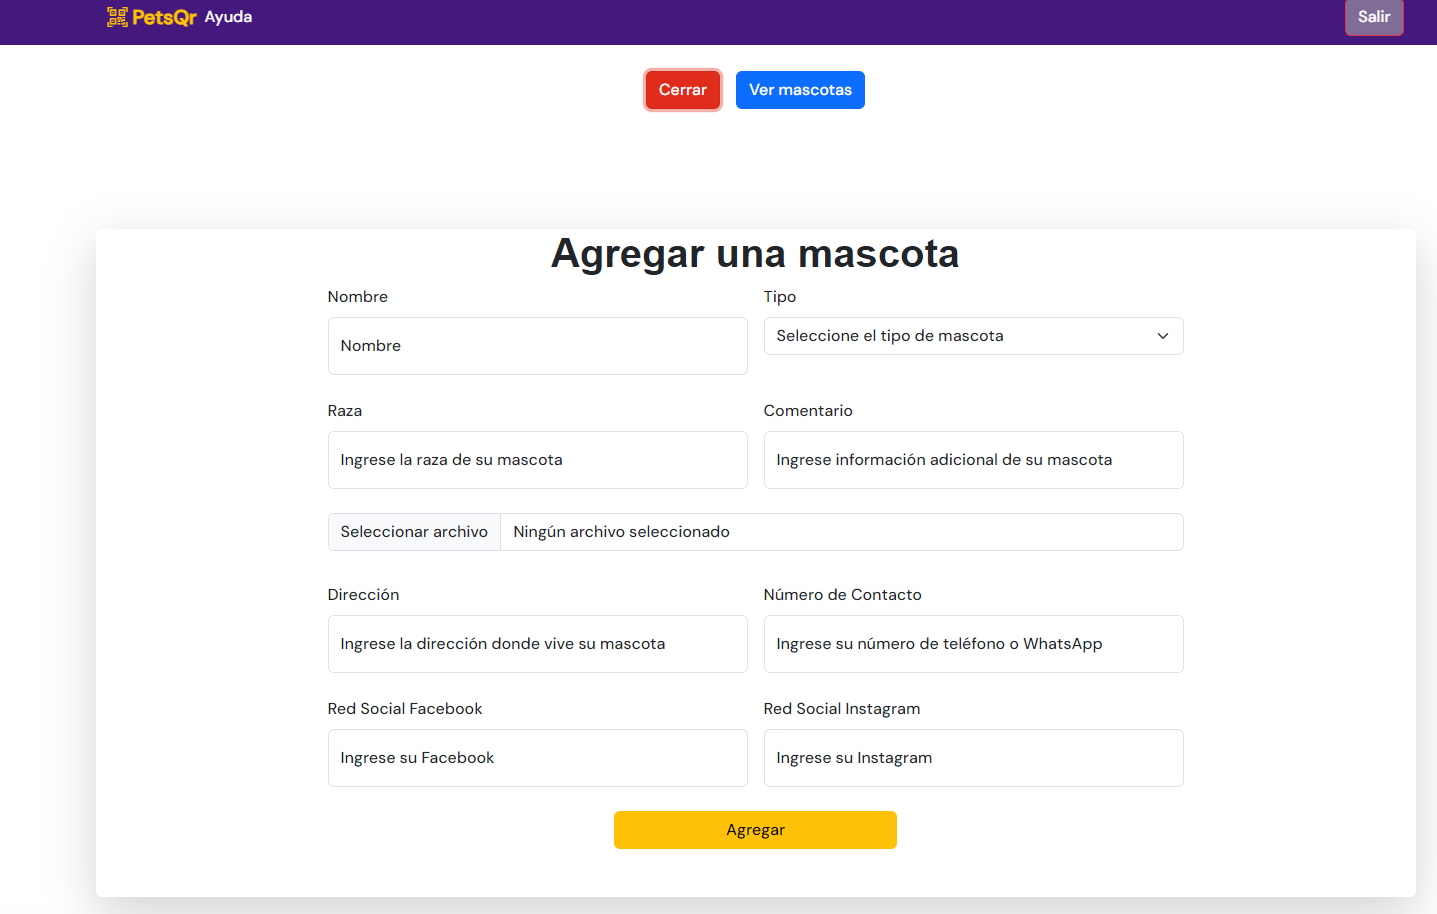 PetsQr Ayuda Salir
Cerrar Ver mascotas
Agregar una mascota
Nombre Tipo
Nombre Seleccione el tipo de mascota
Raza Comentario
Ingrese la raza de su mascota Ingrese información adicional de su mascota
Seleccionar archivo Ningún archivo seleccionado
Dirección Número de Contacto
Ingrese la dirección donde vive su mascota Ingrese su número de teléfono o WhatsApp
Red Social Facebook Red Social Instagram
Ingrese su Facebook Ingrese su Instagram
Agregar